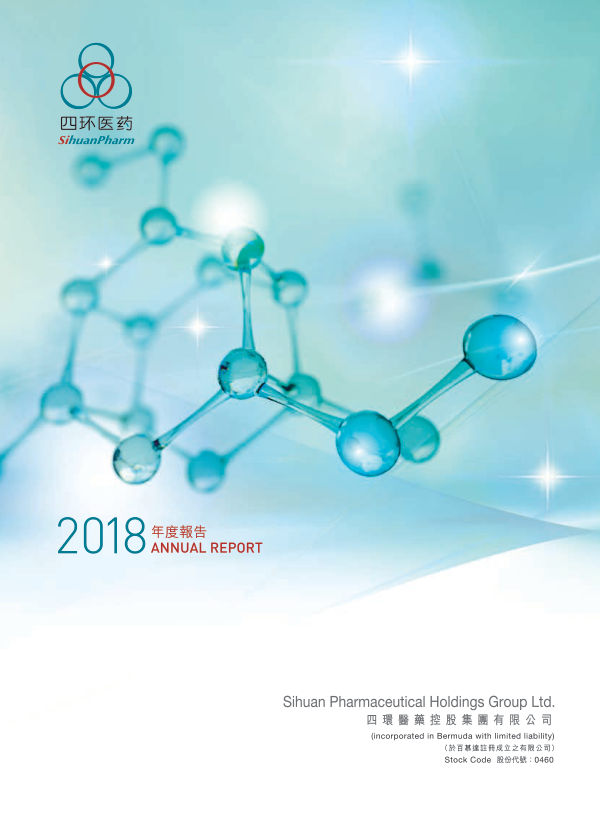 四环医药
SihuanPharm
2018 年度報告
ANNUAL REPORT
Sihuan Pharmaceutical Holdings Group Ltd.
四環醫藥控股集團有限公司
(incorporated in Bermuda with limited liability)
（於百慕達註冊成立之有限公司）
Stock Code 股份代號：0460